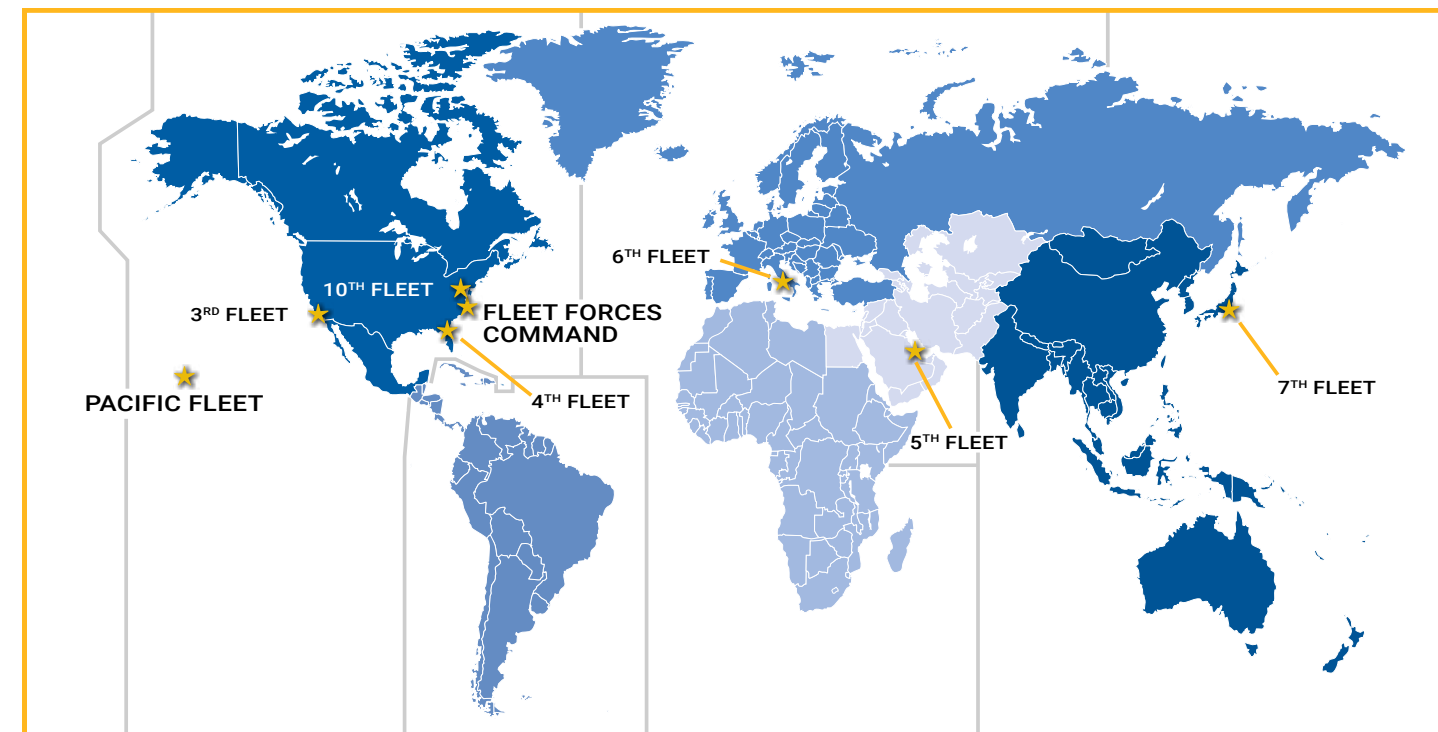 6TH FLEET
10TH FLEET
3RD FLEET
FLEET FORCES
COMMAND
7TH FLEET
4TH FLEET
PACIFIC FLEET
5TH FLEET